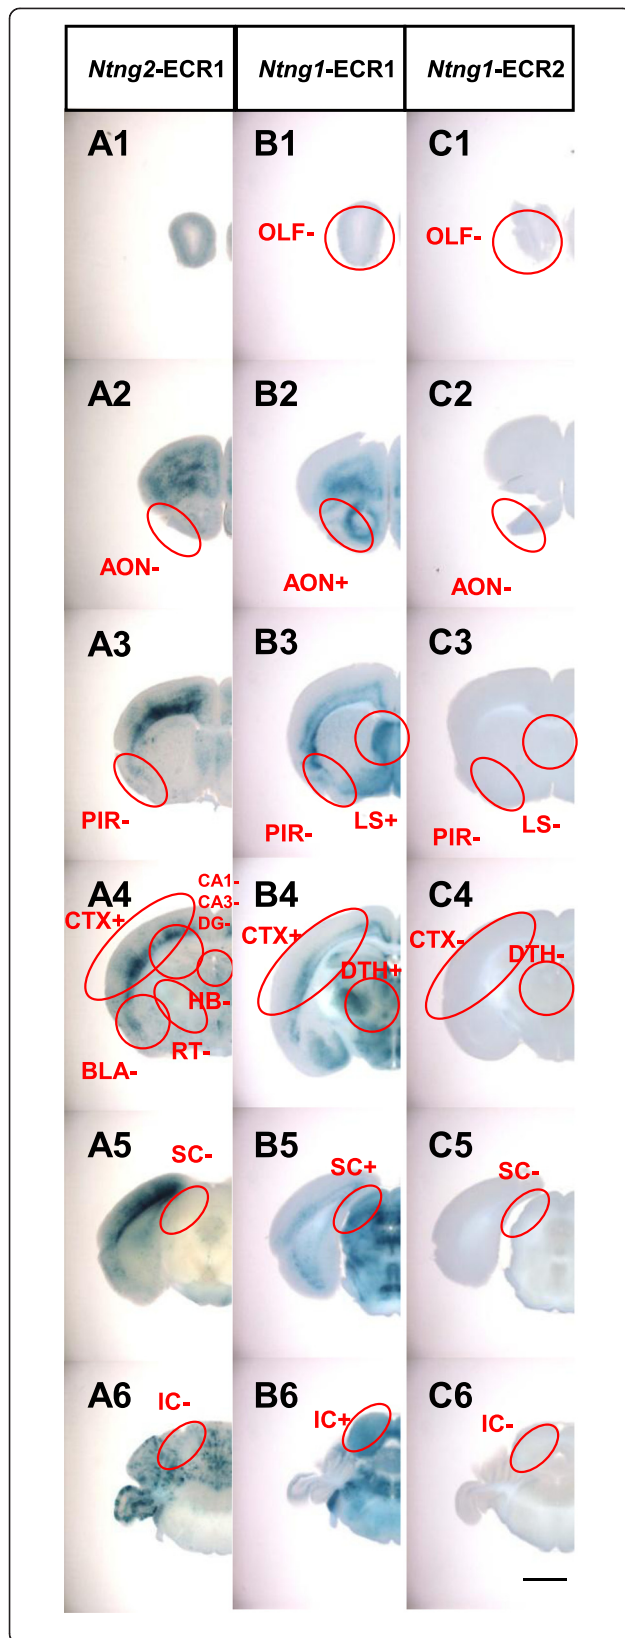 Ntng2-ECR1 Ntng1-ECR1 Ntng1-ECR2
A1 B1 C1
OLF- OLF-
A2 B2 C2
AON- AON+ AON-
A3 B3 C3
PIR- PIR- LS+ PIR- LS-
A4 B4 C4
CA1-
CA3-
DG-
CTX+ CTX+ CTX-
HB- DTH+ DTH-
RT-
BLA-
A5 B5 C5
SC- SC+ SC-
A6 B6 C6
IC- IC+ IC-